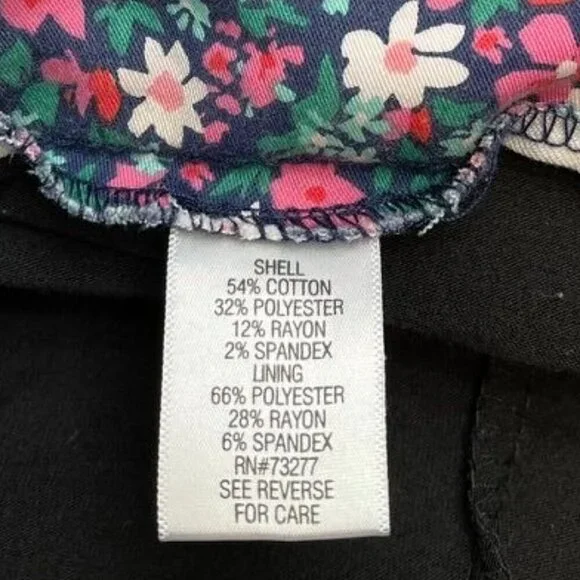 SHELL
54% COTTON
32% POLYESTER
12% RAYON
2% SPANDEX
LINING
66% POLYESTER
28% RAYON
6% SPANDEX
RN#73277
SEE REVERSE
FOR CARE